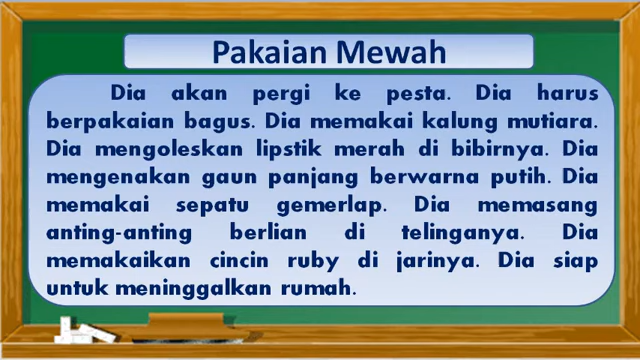 Pakaian Mewah
Dia akan pergi ke pesta. Dia harus
berpakaian bagus. Dia memakai kalung mutiara.
Dia mengoleskan lipstik merah di bibirnya. Dia
mengenakan gaun panjang berwarna putih. Dia
memakai sepatu gemerlap. Dia memasang
anting-anting berlian di telinganya. Dia
memakaikan cincin ruby di jarinya. Dia siap
untuk meninggalkan rumah.